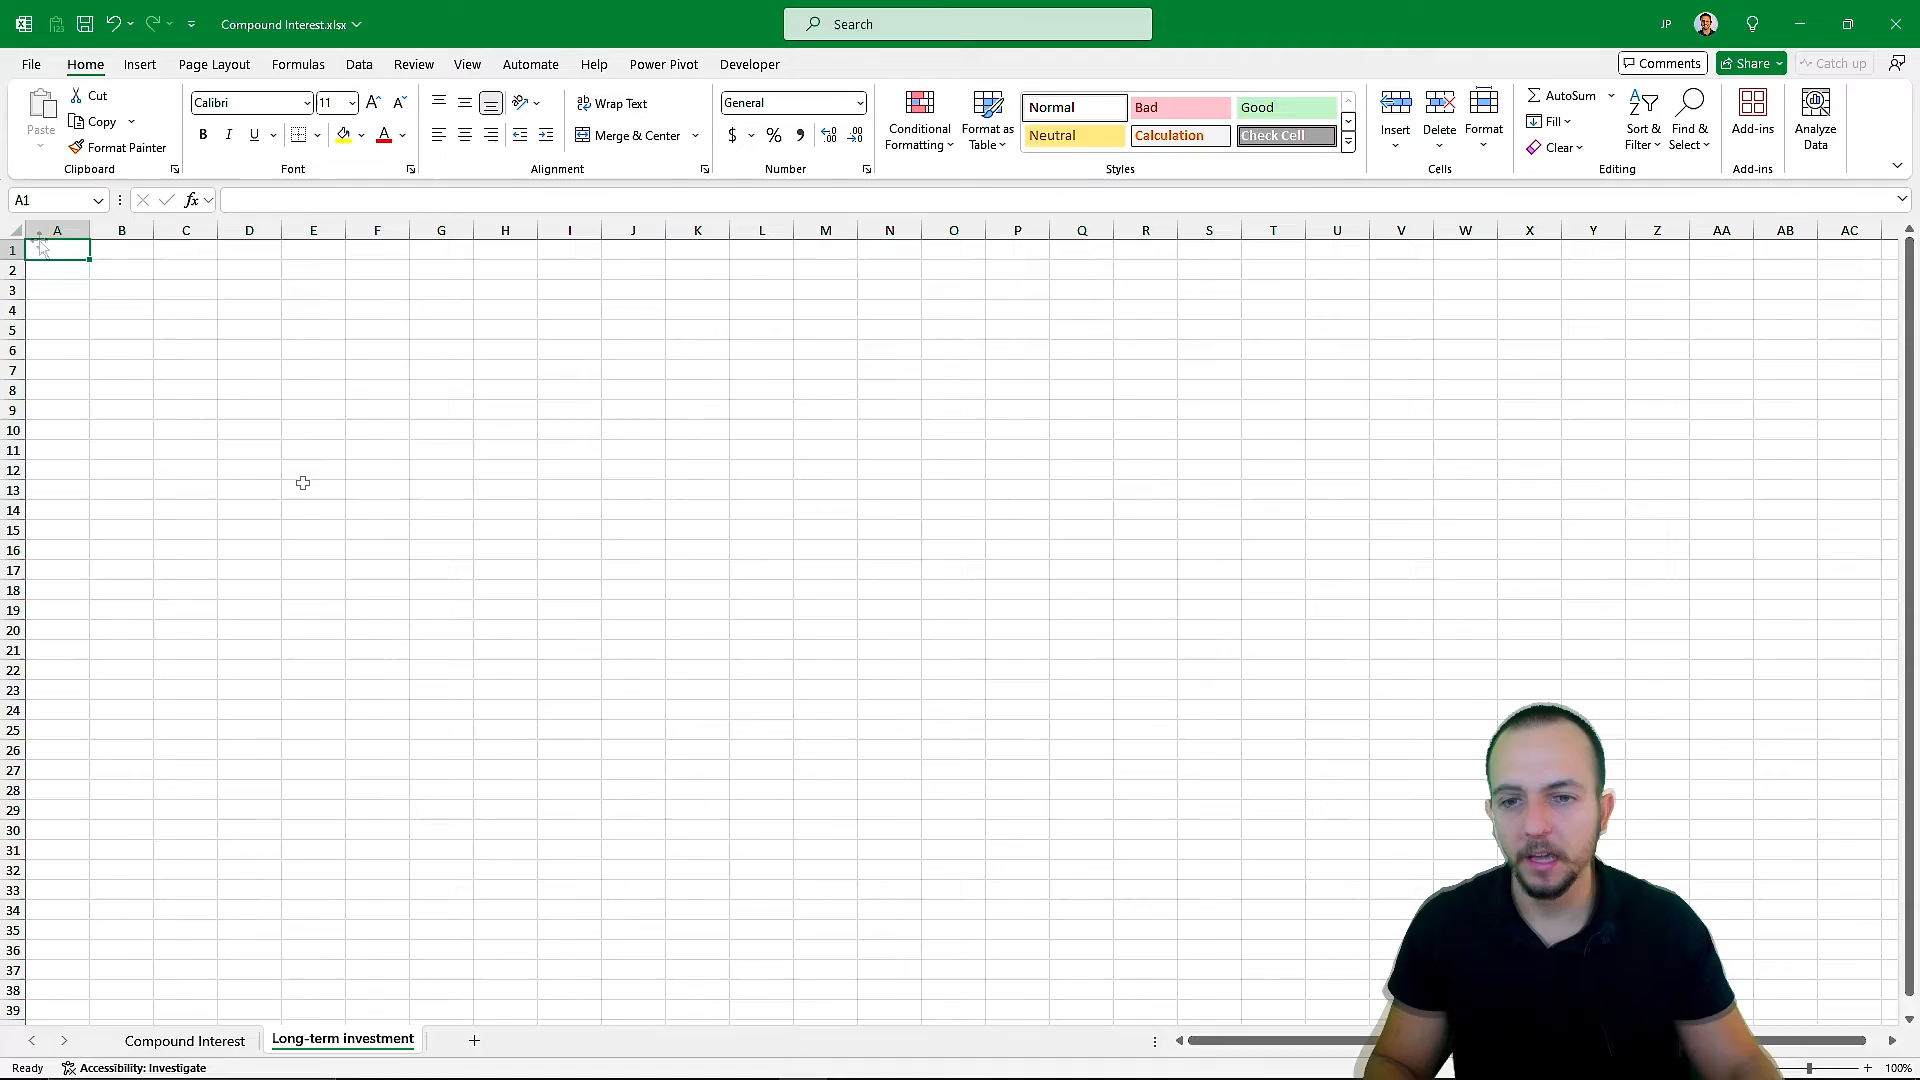 Compound Interest.xlsx
Search
JP
File Home Insert Page Layout Formulas Data Review View Automate Help Power Pivot Developer
Comments Share Catch up
Paste
Cut
Copy
Format Painter
Clipboard
Calibri 11
B I U
Font
Wrap Text
Merge & Center
Alignment
General
$ % ,
Number
Conditional Formatting
Format as Table
Normal Bad Good
Neutral Calculation Check Cell
Styles
Insert Delete Format
Cells
AutoSum
Fill
Clear
Sort & Filter
Find & Select
Editing
Add-ins
Add-ins
Analyze Data
A1
fx
A B C D E F G H I J K L M N O P Q R S T U V W X Y Z AA AB AC
1
2
3
4
5
6
7
8
9
10
11
12
13
14
15
16
17
18
19
20
21
22
23
24
25
26
27
28
29
30
31
32
33
34
35
36
37
38
39
Compound Interest Long-term investment
Ready Accessibility: Investigate
100%